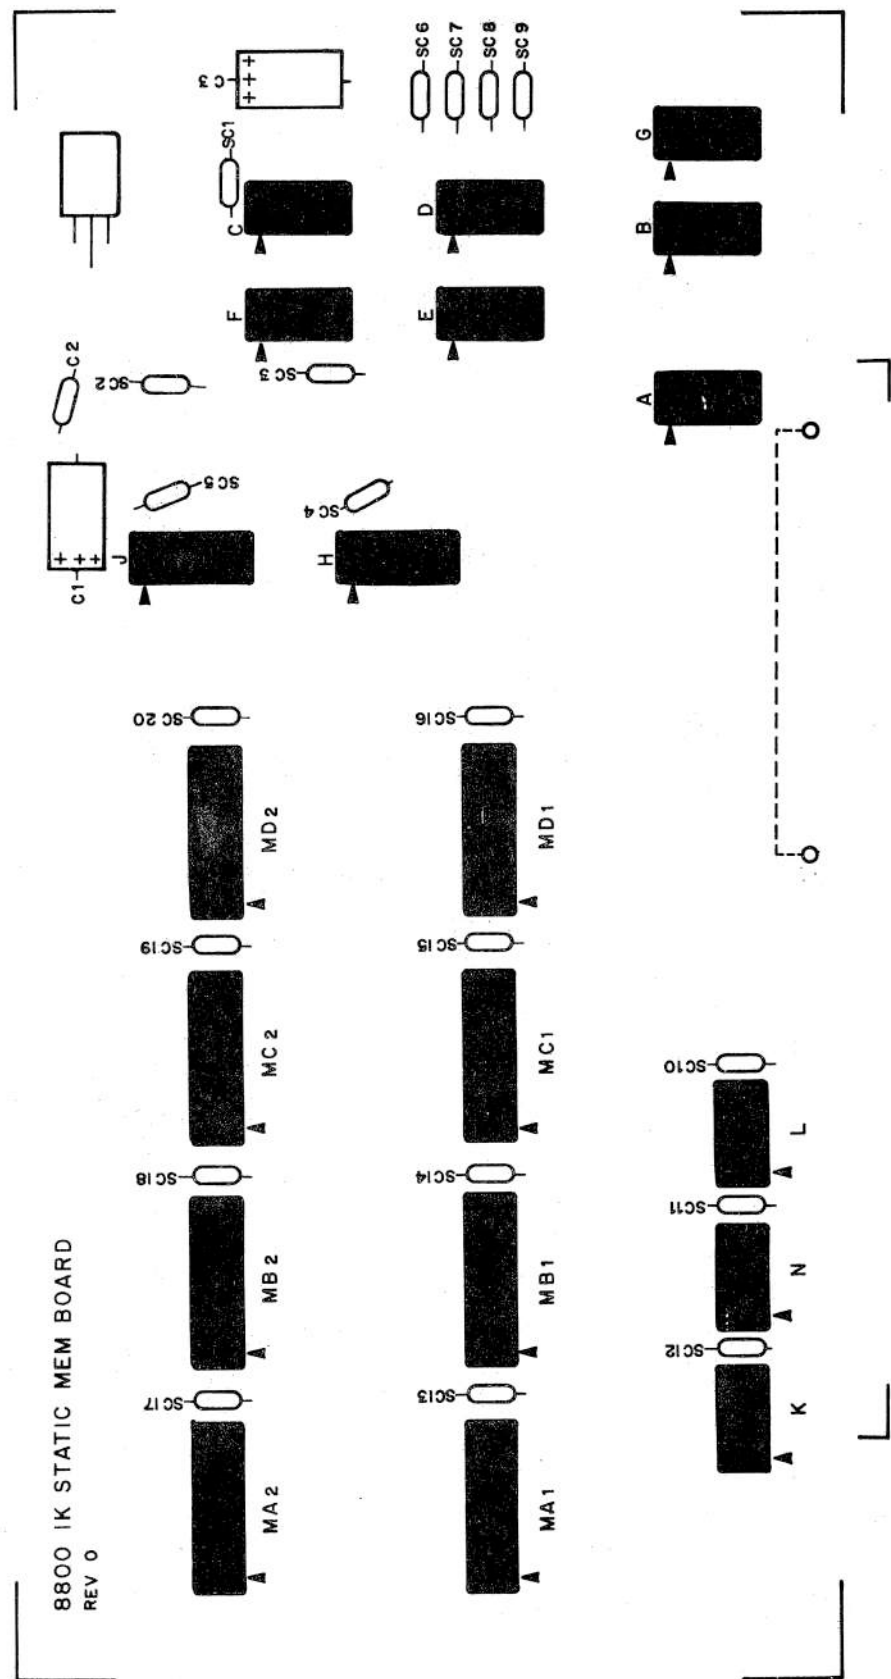 8800 1K STATIC MEM BOARD
REV 0
C1
+++
C2
SC2
SC5
J
SC1
C3
+++
C
F
SC3
SC4
H
SC6
SC7
SC8
SC9
D
E
G
B
A
SC20
MD2
SC19
MC2
SC18
MB2
SC17
MA2
SC16
MD1
SC15
MC1
SC14
MB1
SC13
MA1
SC10
L
SC11
N
SC12
K